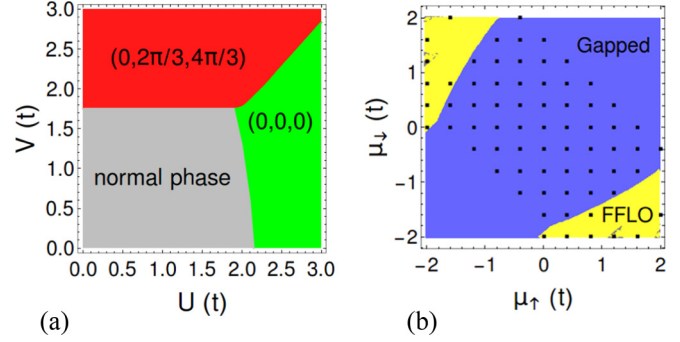 3.0
2.5
2.0
1.5
1.0
0.5
0.0
V (t)
(0,2π/3,4π/3)
(0,0,0)
normal phase
0.0 0.5 1.0 1.5 2.0 2.5 3.0
U (t)
(a)
2
1
0
−1
−2
μ↓ (t)
Gapped
FFLO
−2 −1 0 1 2
μ↑ (t)
(b)